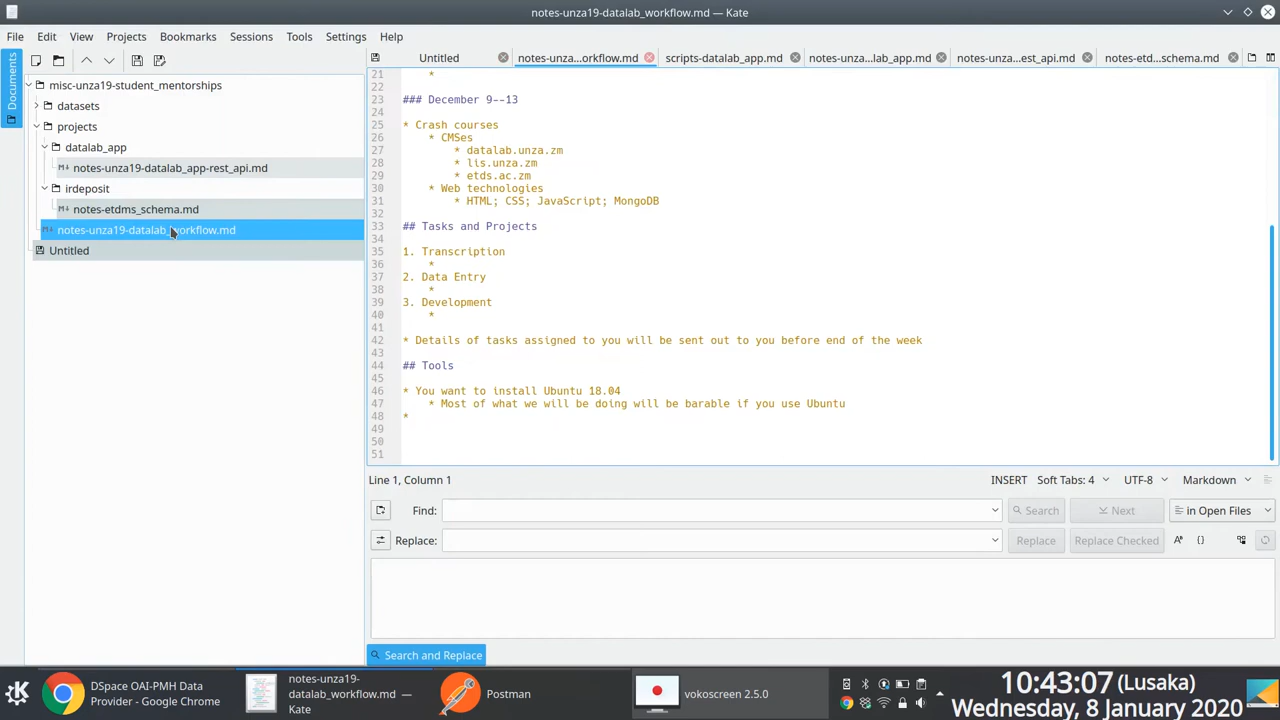 notes-unza19-datalab_workflow.md — Kate
File Edit View Projects Bookmarks Sessions Tools Settings Help
Documents
Untitled
notes-unza...orkflow.md
scripts-datalab_app.md
notes-unza...lab_app.md
notes-unza...est_api.md
notes-etd...schema.md
misc-unza19-student_mentorships
datasets
projects
datalab_app
notes-unza19-datalab_app-rest_api.md
irdeposit
notes-etdms_schema.md
notes-unza19-datalab_workflow.md
Untitled
21 *
22
23 ### December 9--13
24
25 * Crash courses
26 * CMSes
27 * datalab.unza.zm
28 * lis.unza.zm
29 * etds.ac.zm
30 * Web technologies
31 * HTML; CSS; JavaScript; MongoDB
32
33 ## Tasks and Projects
34
35 1. Transcription
36 *
37 2. Data Entry
38 *
39 3. Development
40 *
41
42 * Details of tasks assigned to you will be sent out to you before end of the week
43
44 ## Tools
45
46 * You want to install Ubuntu 18.04
47 * Most of what we will be doing will be barable if you use Ubuntu
48 *
49
50
51
Line 1, Column 1
INSERT Soft Tabs: 4 UTF-8 Markdown
Find: Search Next in Open Files
Replace: Replace Replace Checked
Search and Replace
DSpace OAI-PMH Data Provider - Google Chrome
notes-unza19-datalab_workflow.md — Kate
Postman
vokoscreen 2.5.0
10:43:07 (Lusaka)
Wednesday, 8 January 2020